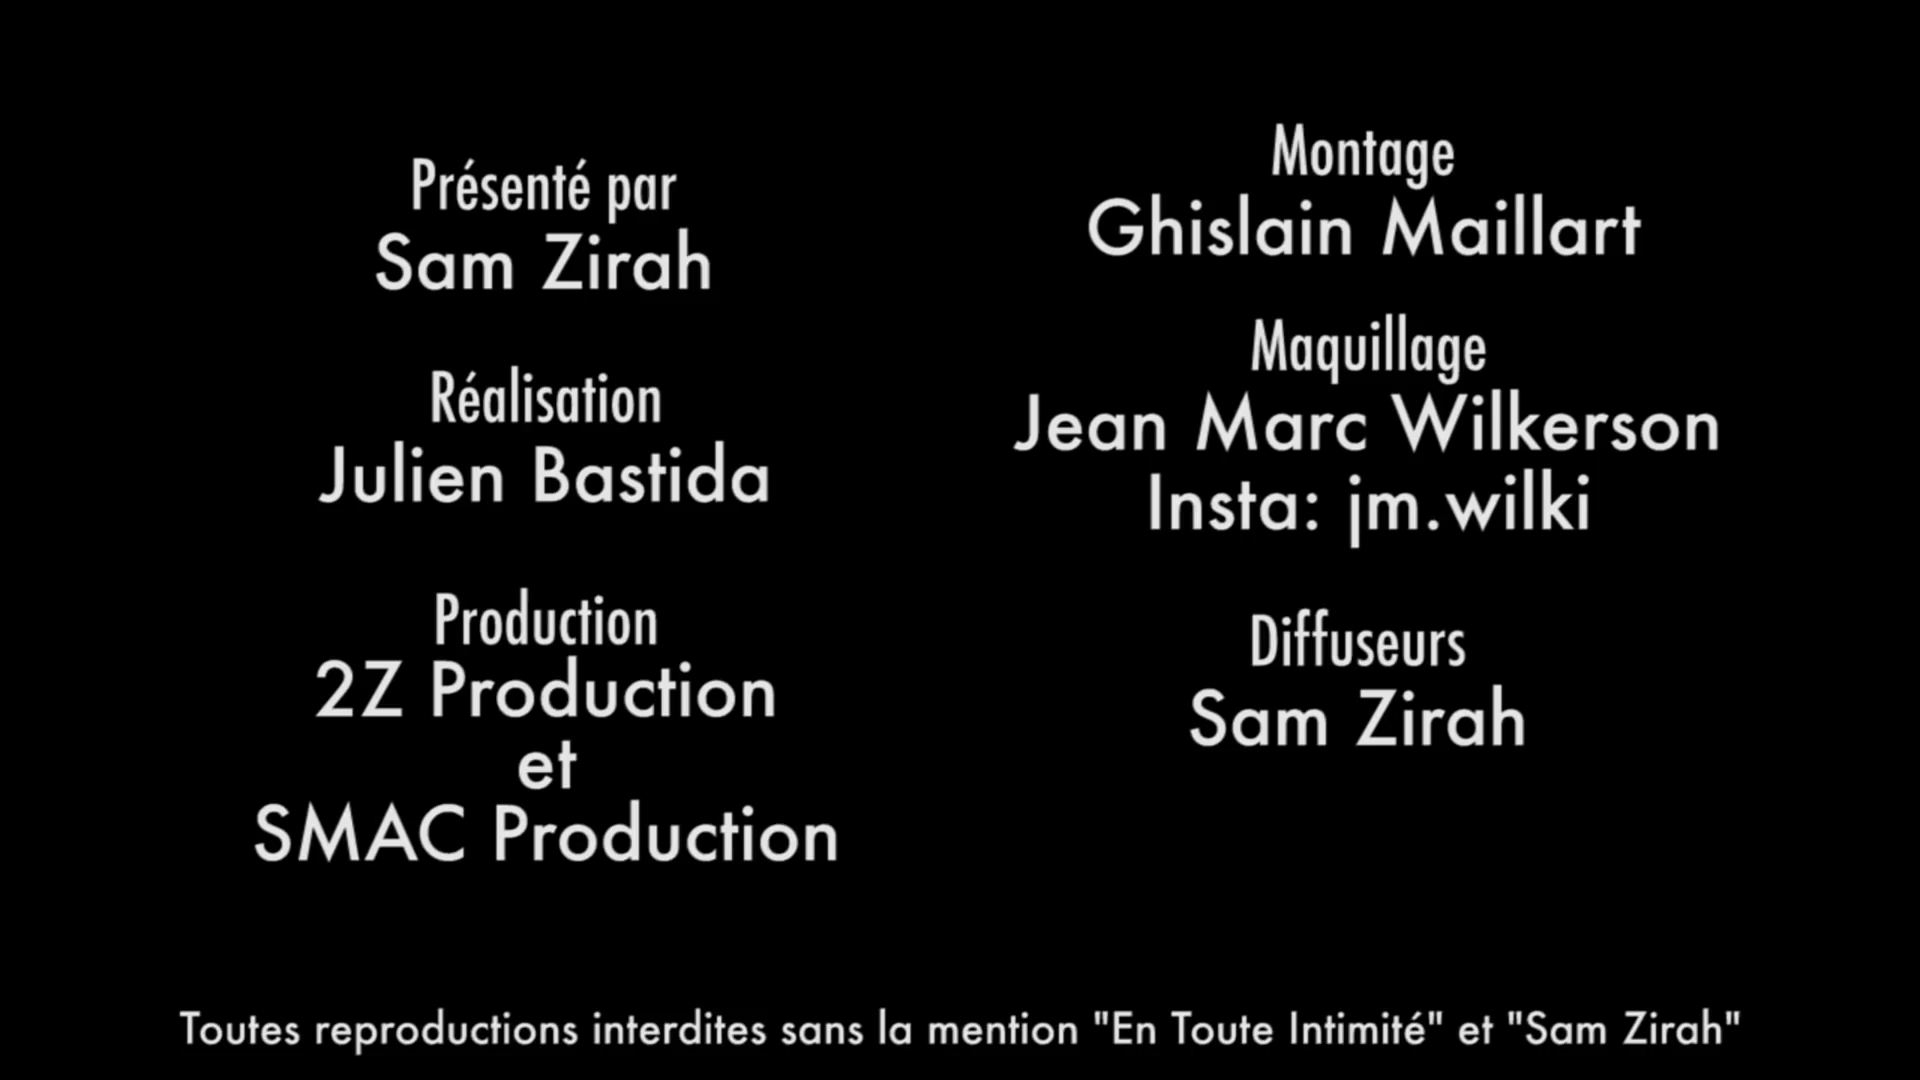 Présenté par
Sam Zirah
Réalisation
Julien Bastida
Production
2Z Production
et
SMAC Production
Montage
Ghislain Maillart
Maquillage
Jean Marc Wilkerson
Insta: jm.wilki
Diffuseurs
Sam Zirah
Toutes reproductions interdites sans la mention "En Toute Intimité" et "Sam Zirah"